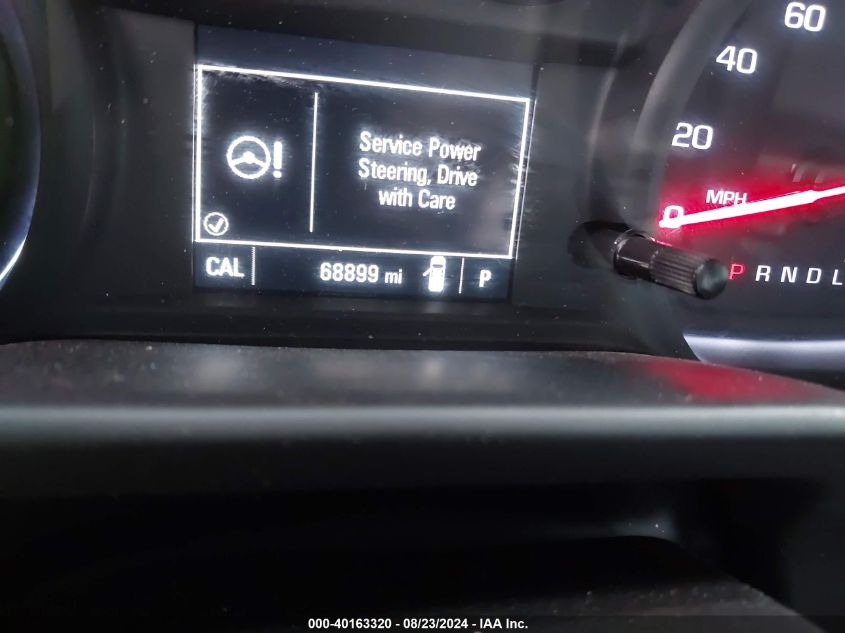 Service Power
Steering, Drive
with Care
CAL 68899 mi P
60
40
20
0 MPH
P R N D L
000-40163320 - 08/23/2024 - IAA Inc.